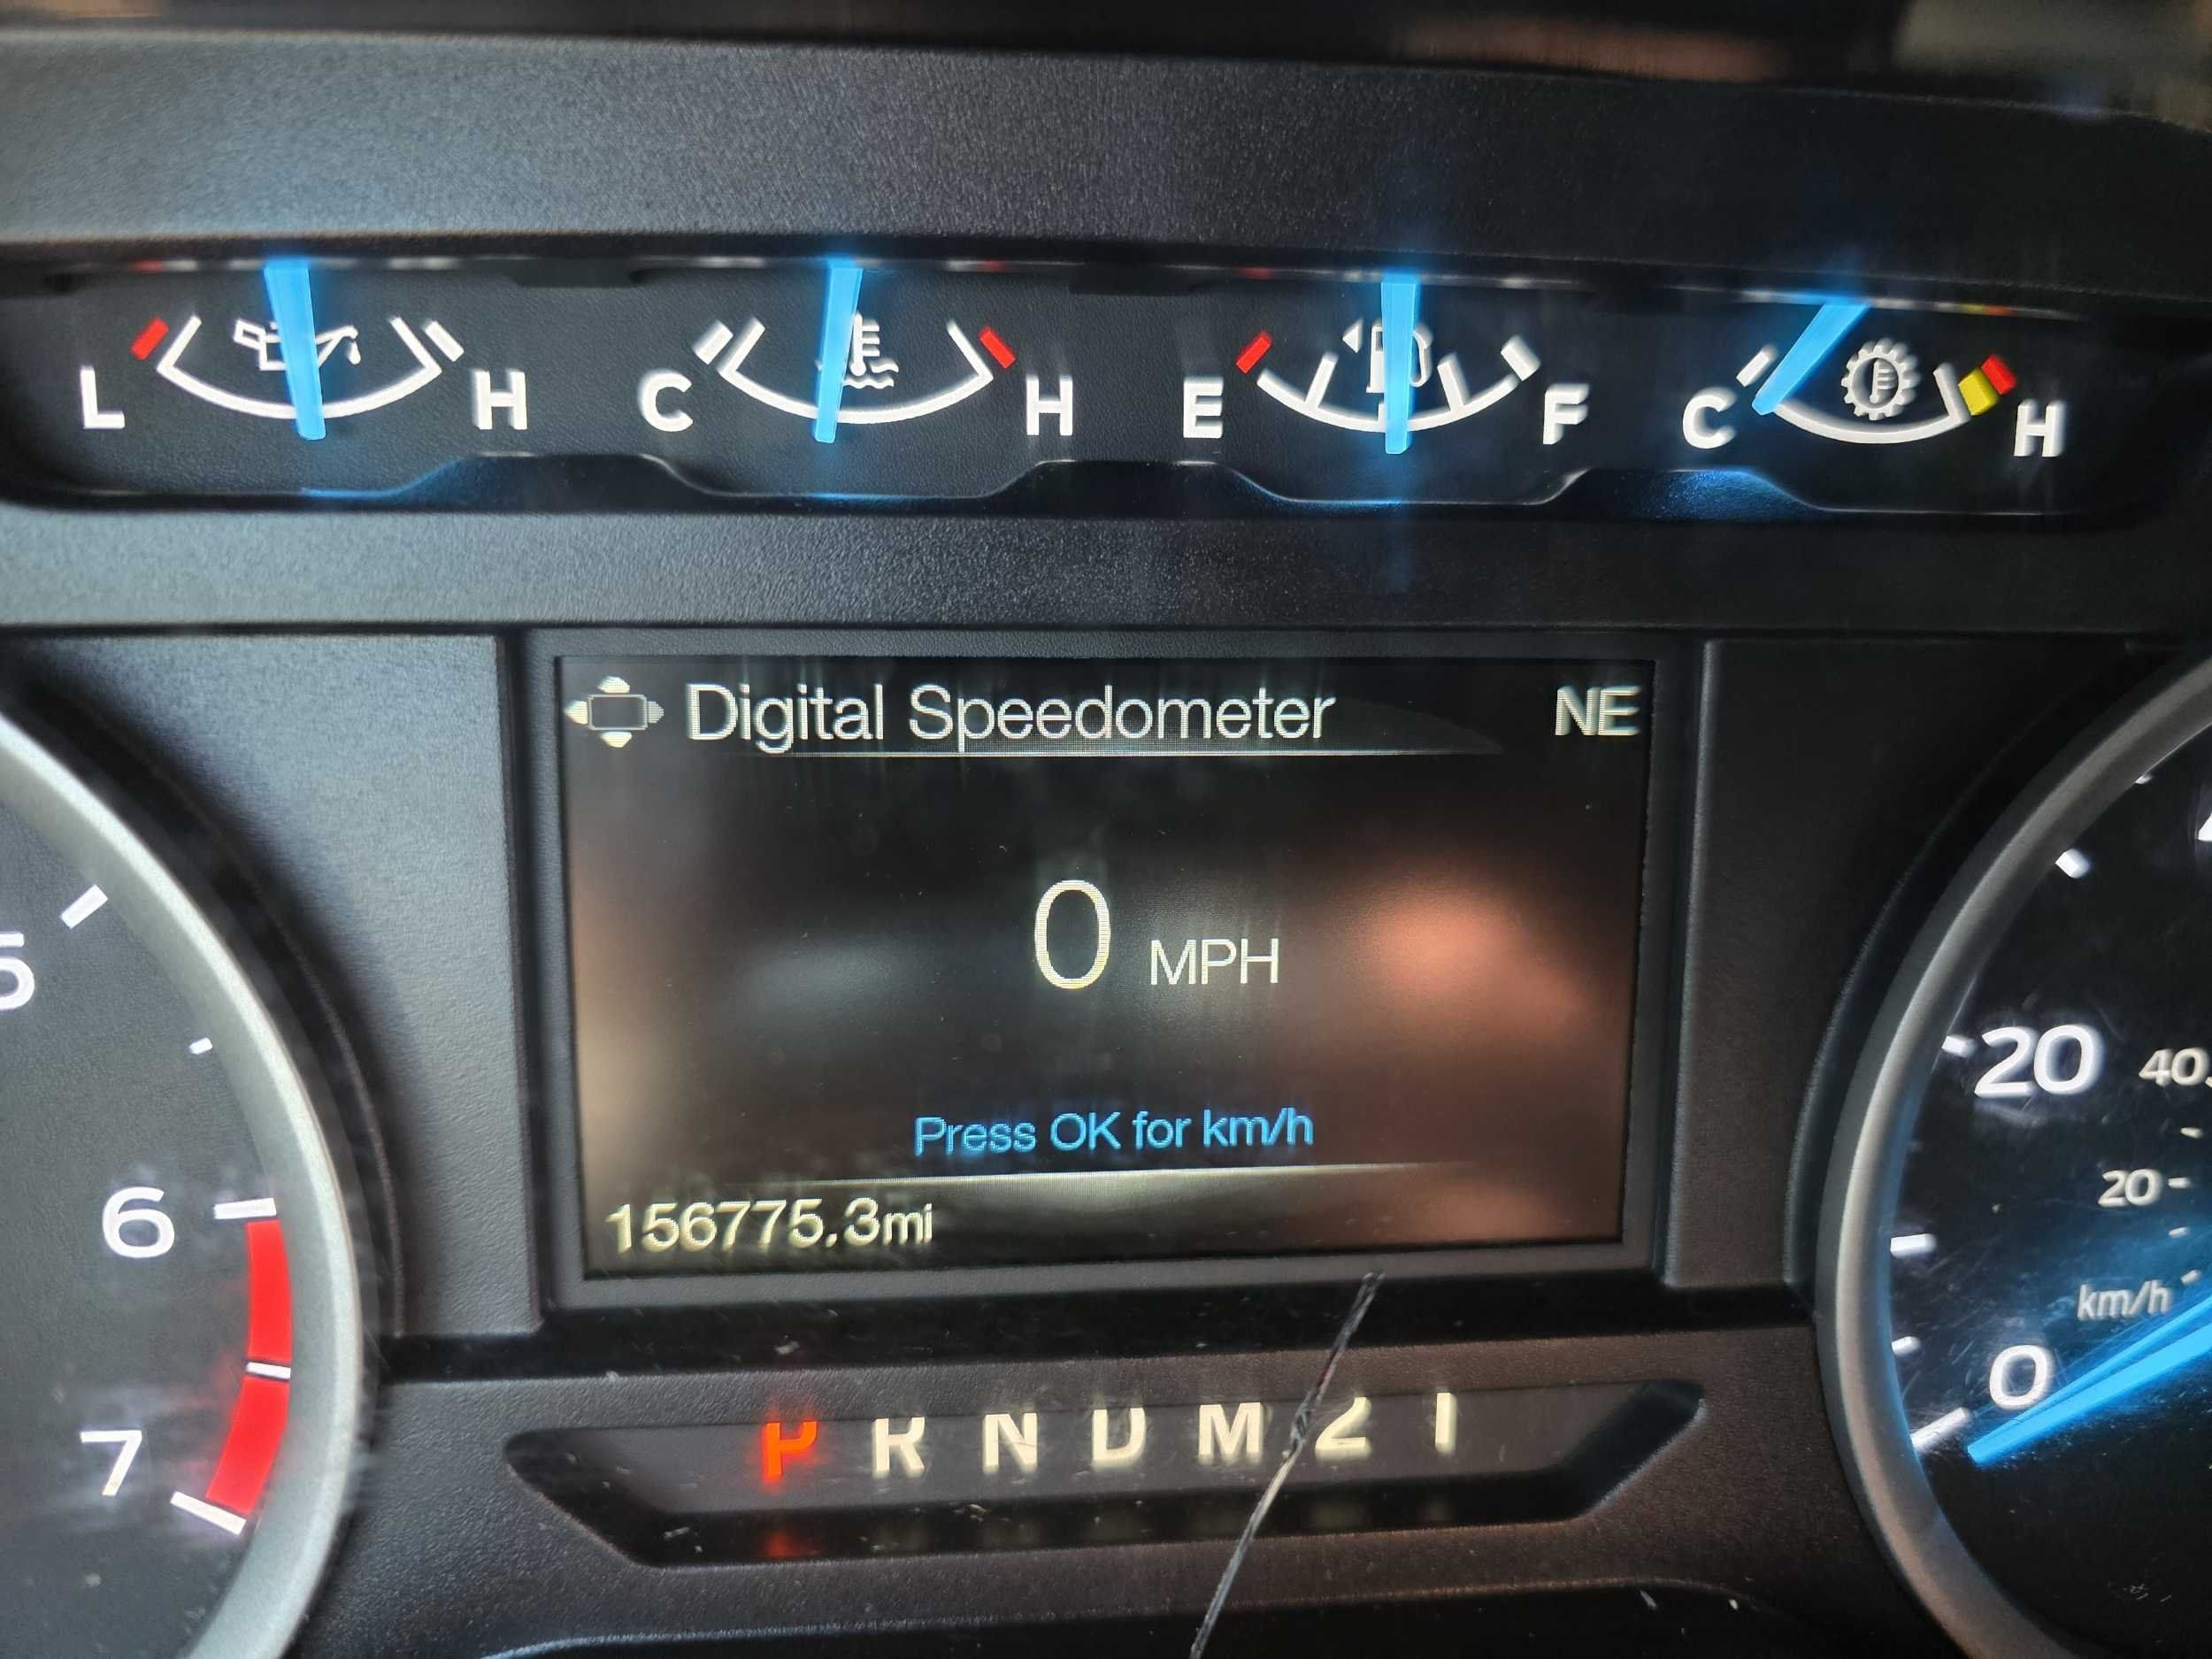 L H C H E F C H
Digital Speedometer NE
0 MPH
Press OK for km/h
156775.3mi
P R N D M 2 1
5
6
7
20
40
20
km/h
0